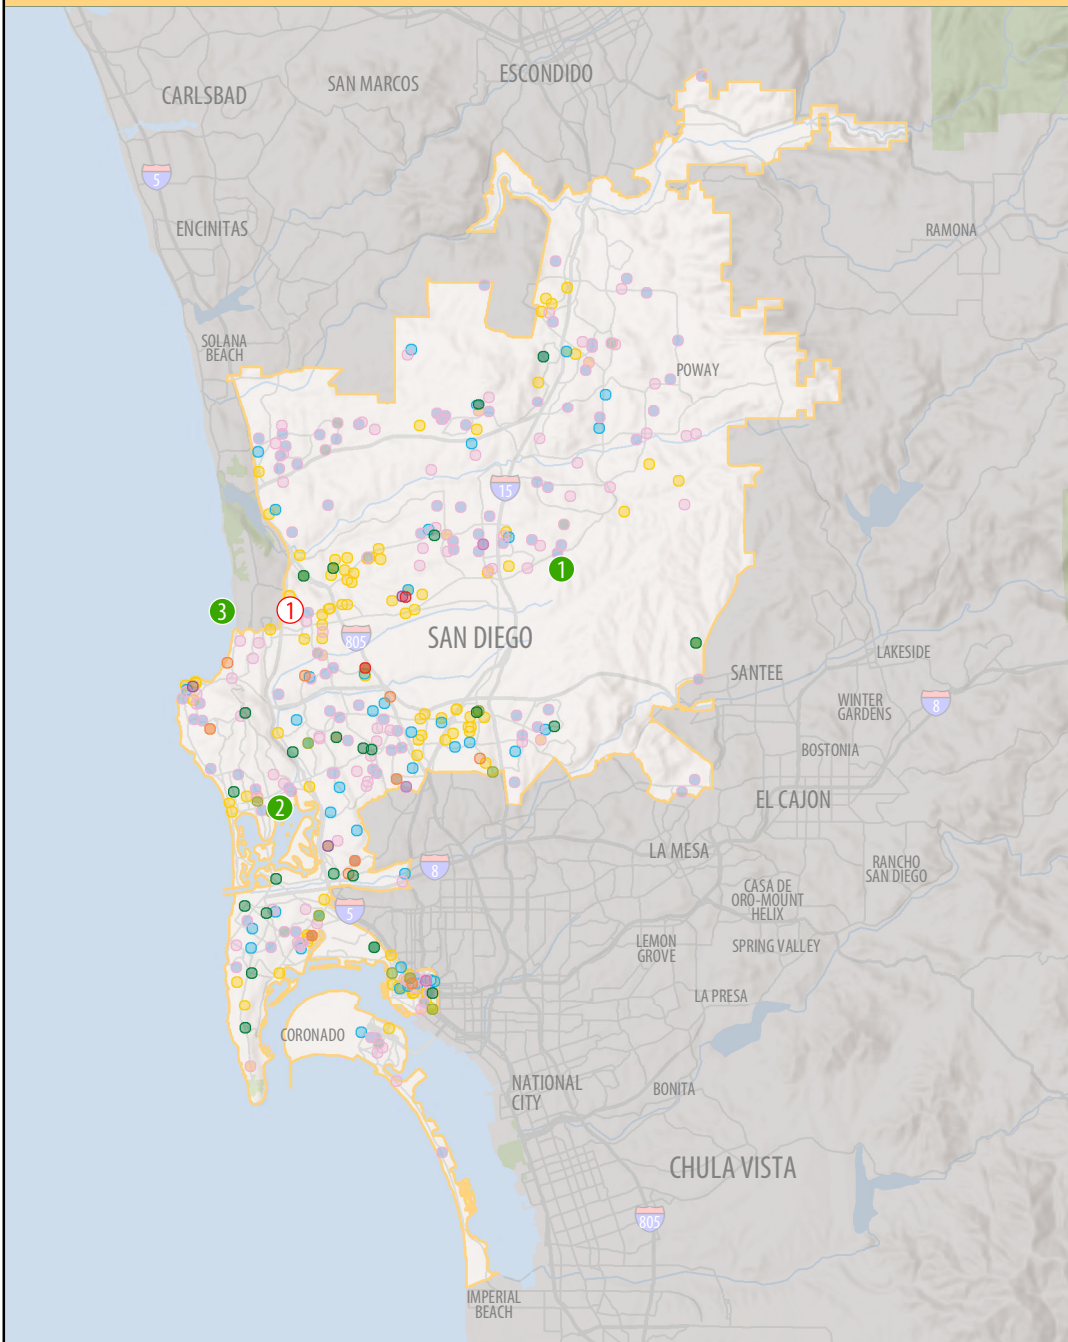 ESCONDIDO
SAN MARCOS
CARLSBAD
5
ENCINITAS
RAMONA
SOLANA
BEACH
POWAY
15
1
3
1
805
SAN DIEGO
LAKESIDE
SANTEE
WINTER
GARDENS
8
BOSTONIA
2
EL CAJON
LA MESA
8
RANCHO
SAN DIEGO
CASA DE
ORO-MOUNT
HELIX
5
LEMON
GROVE
SPRING VALLEY
LA PRESA
CORONADO
NATIONAL
CITY
BONITA
CHULA VISTA
805
IMPERIAL
BEACH